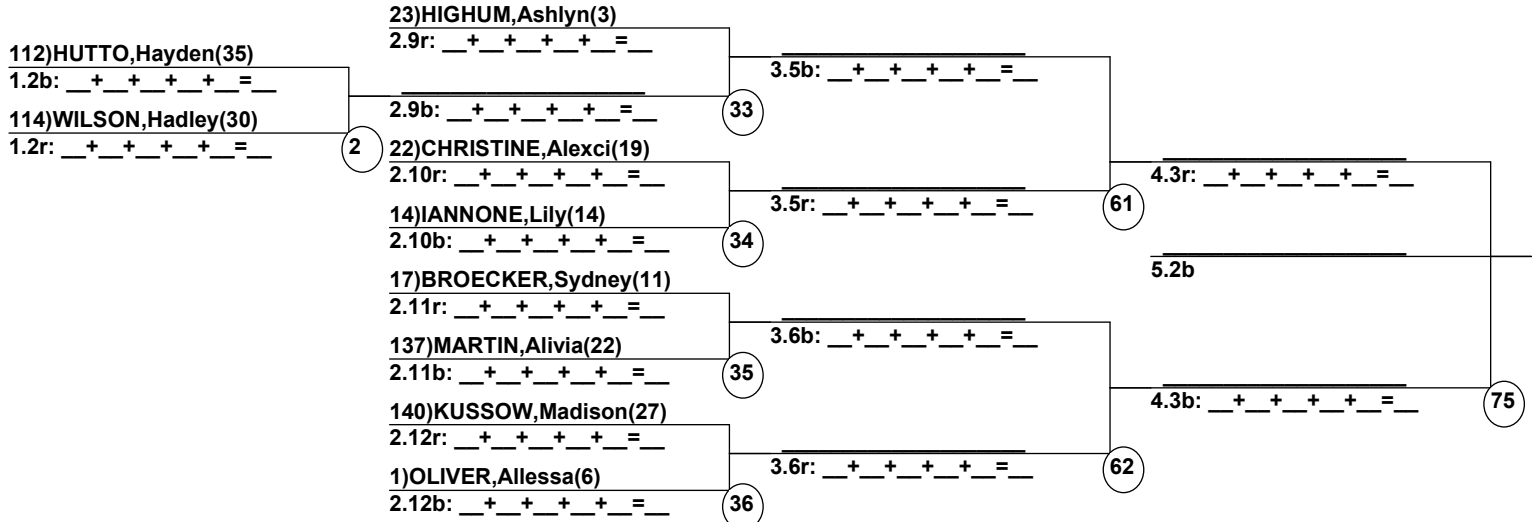 112)HUTTO,Hayden(35)
1.2b: __+__+__+__+__=__
114)WILSON,Hadley(30)
1.2r: __+__+__+__+__=__
2
23)HIGHUM,Ashlyn(3)
2.9r: __+__+__+__+__=__
2.9b: __+__+__+__+__=__
33
22)CHRISTINE,Alexci(19)
2.10r: __+__+__+__+__=__
14)IANNONE,Lily(14)
2.10b: __+__+__+__+__=__
34
17)BROECKER,Sydney(11)
2.11r: __+__+__+__+__=__
137)MARTIN,Alivia(22)
2.11b: __+__+__+__+__=__
35
140)KUSSOW,Madison(27)
2.12r: __+__+__+__+__=__
1)OLIVER,Allessa(6)
2.12b: __+__+__+__+__=__
36
3.5b: __+__+__+__+__=__
3.5r: __+__+__+__+__=__
61
3.6b: __+__+__+__+__=__
3.6r: __+__+__+__+__=__
62
4.3r: __+__+__+__+__=__
5.2b
4.3b: __+__+__+__+__=__
75